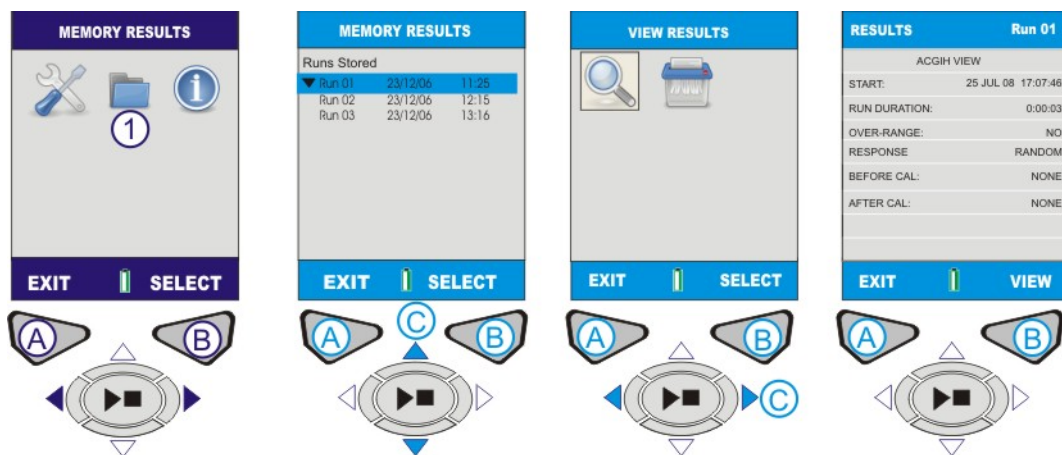 MEMORY RESULTS
1
EXIT SELECT
A B
MEMORY RESULTS
Runs Stored
Run 01 23/12/06 11:25
Run 02 23/12/06 12:15
Run 03 23/12/06 13:16
EXIT SELECT
A C B
VIEW RESULTS
EXIT SELECT
A B
C
RESULTS Run 01
ACGIH VIEW
START: 25 JUL 08 17:07:46
RUN DURATION: 0:00:03
OVER-RANGE: NO
RESPONSE RANDOM
BEFORE CAL: NONE
AFTER CAL: NONE
EXIT VIEW
A B